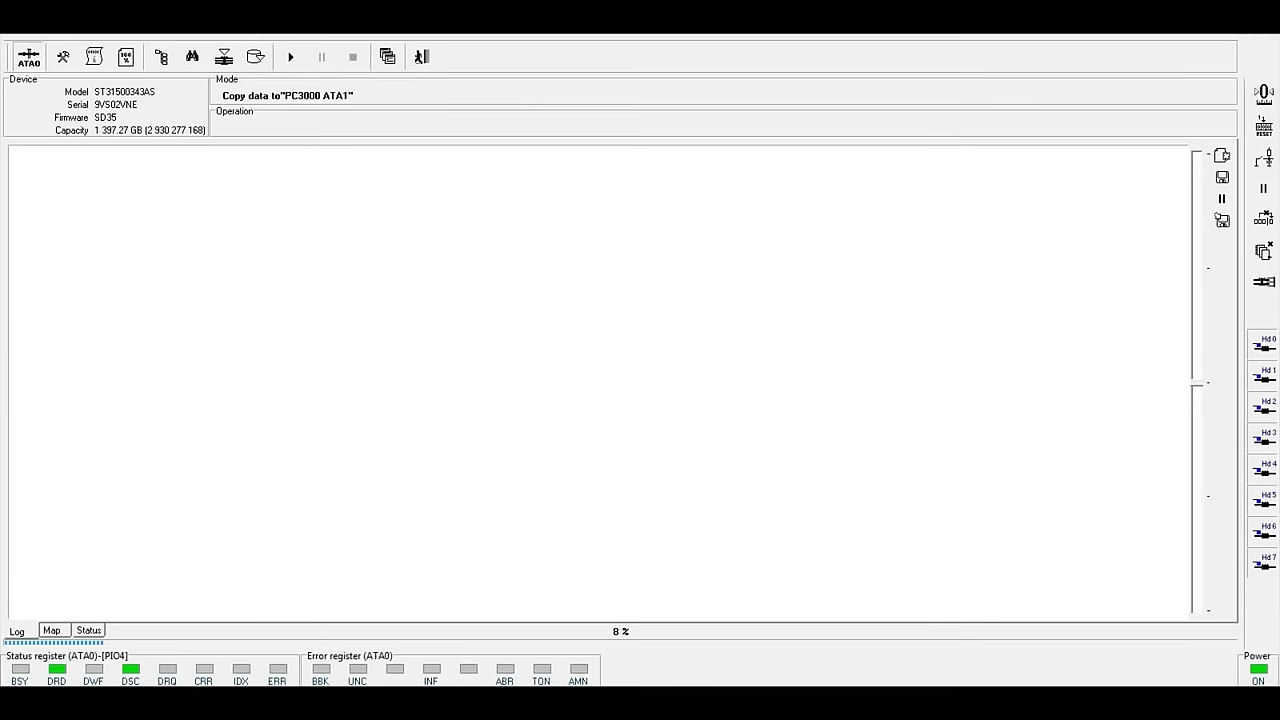 ATA0
Device
Model ST31500343AS
Serial 9VS02VNE
Firmware SD35
Capacity 1 397.27 GB (2 930 277 168)
Mode
Copy data to"PC3000 ATA1"
Operation
RESET
Hd 0
Hd 1
Hd 2
Hd 3
Hd 4
Hd 5
Hd 6
Hd 7
Log Map Status
8 %
Status register (ATA0)-[PIO4]
BSY DRD DWF DSC DRQ CRR IDX ERR
Error register (ATA0)
BBK UNC INF ABR TON AMN
Power
ON